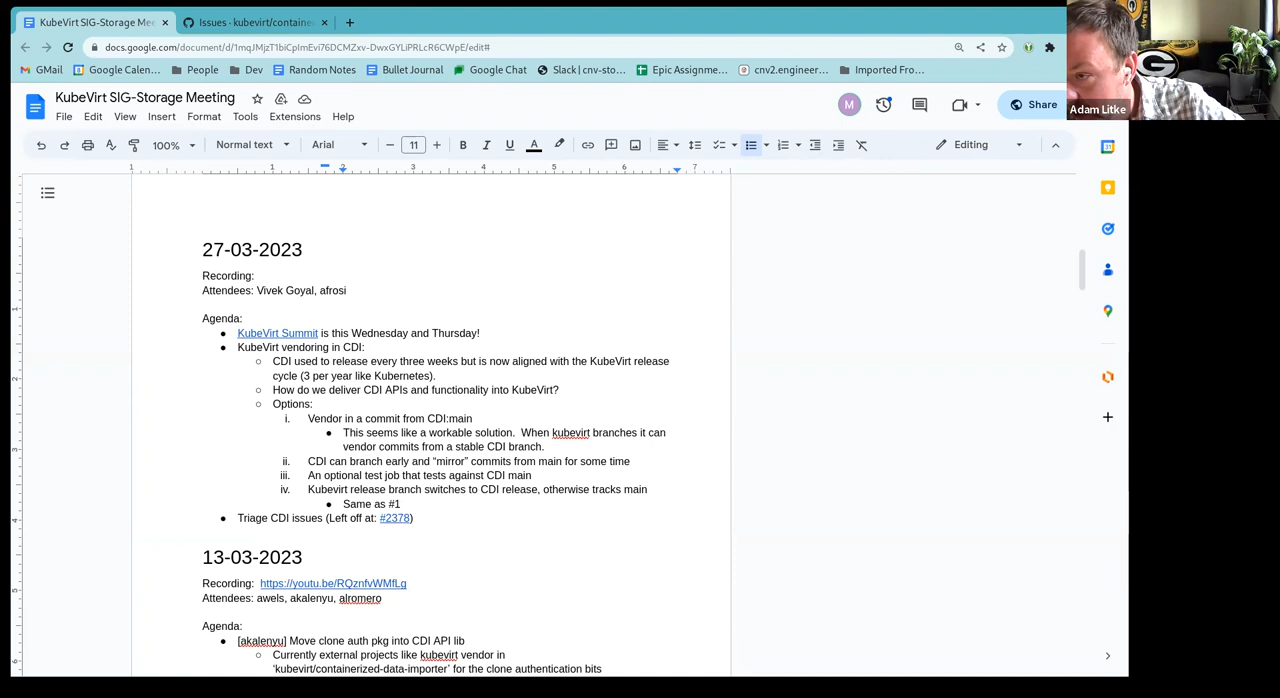 KubeVirt SIG-Storage Mee
Issues · kubevirt/containe
docs.google.com/document/d/1mqJMjzT1biCpImEvi76DCMZxv-DwxGYLiPRLcR6CWpE/edit#
GMail
Google Calen...
People
Dev
Random Notes
Bullet Journal
Google Chat
Slack | cnv-sto...
Epic Assignme...
cnv2.engineer...
Imported Fro...
Adam Litke
KubeVirt SIG-Storage Meeting
File Edit View Insert Format Tools Extensions Help
M
Share
100% Normal text Arial 11 B I U A Editing
1 1 2 3 4 5 6 7
27-03-2023
Recording:
Attendees: Vivek Goyal, afrosi
Agenda:
● KubeVirt Summit is this Wednesday and Thursday!
● KubeVirt vendoring in CDI:
○ CDI used to release every three weeks but is now aligned with the KubeVirt release
cycle (3 per year like Kubernetes).
○ How do we deliver CDI APIs and functionality into KubeVirt?
○ Options:
i. Vendor in a commit from CDI:main
● This seems like a workable solution. When kubevirt branches it can
vendor commits from a stable CDI branch.
ii. CDI can branch early and “mirror” commits from main for some time
iii. An optional test job that tests against CDI main
iv. Kubevirt release branch switches to CDI release, otherwise tracks main
● Same as #1
● Triage CDI issues (Left off at: #2378)
13-03-2023
Recording: https://youtu.be/RQznfvWMfLg
Attendees: awels, akalenyu, alromero
Agenda:
● [akalenyu] Move clone auth pkg into CDI API lib
○ Currently external projects like kubevirt vendor in
‘kubevirt/containerized-data-importer’ for the clone authentication bits